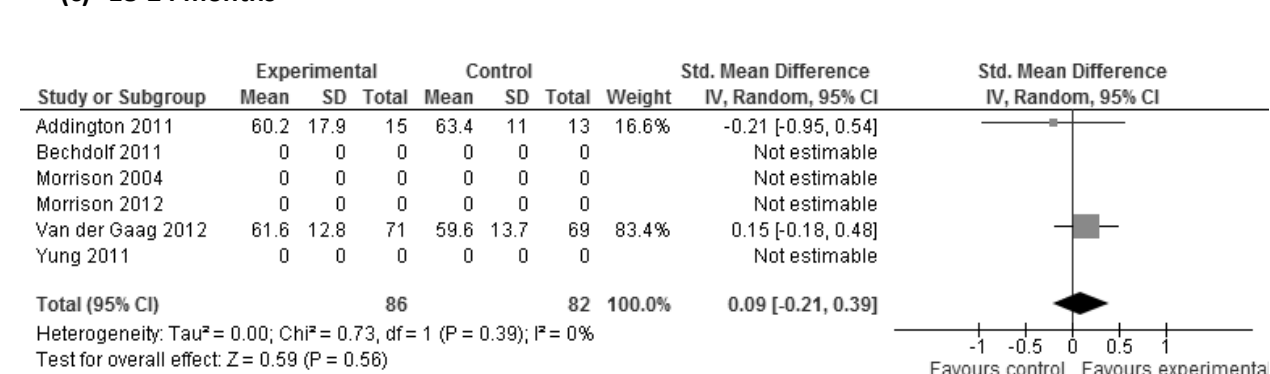 Experimental Control Std. Mean Difference Std. Mean Difference
Study or Subgroup Mean SD Total Mean SD Total Weight IV, Random, 95% CI IV, Random, 95% CI
Addington 2011 60.2 17.9 15 63.4 11 13 16.6% -0.21 [-0.95, 0.54]
Bechdolf 2011 0 0 0 0 0 0 Not estimable
Morrison 2004 0 0 0 0 0 0 Not estimable
Morrison 2012 0 0 0 0 0 0 Not estimable
Van der Gaag 2012 61.6 12.8 71 59.6 13.7 69 83.4% 0.15 [-0.18, 0.48]
Yung 2011 0 0 0 0 0 0 Not estimable
Total (95% CI) 86 82 100.0% 0.09 [-0.21, 0.39]
Heterogeneity: Tau² = 0.00; Chi² = 0.73, df = 1 (P = 0.39); I² = 0%
Test for overall effect: Z = 0.59 (P = 0.56)
-1 -0.5 0 0.5 1
Favours control Favours experimental